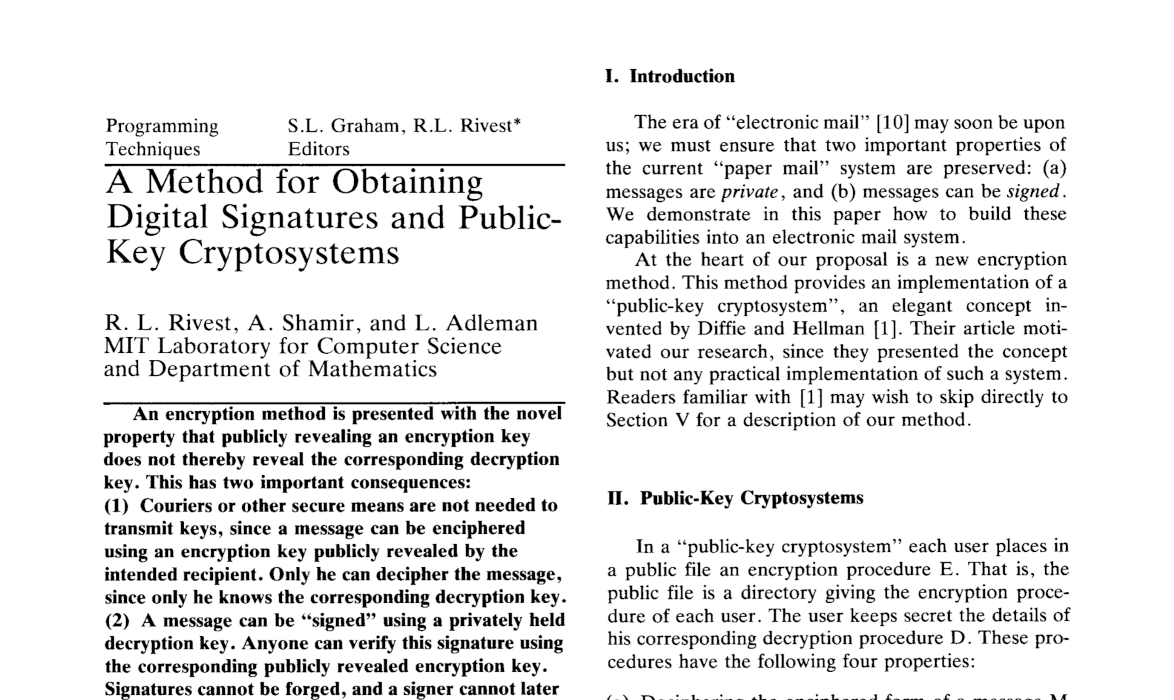 Programming S.L. Graham, R.L. Rivest*
Techniques Editors
A Method for Obtaining
Digital Signatures and Public-
Key Cryptosystems
R. L. Rivest, A. Shamir, and L. Adleman
MIT Laboratory for Computer Science
and Department of Mathematics
An encryption method is presented with the novel
property that publicly revealing an encryption key
does not thereby reveal the corresponding decryption
key. This has two important consequences:
(1) Couriers or other secure means are not needed to
transmit keys, since a message can be enciphered
using an encryption key publicly revealed by the
intended recipient. Only he can decipher the message,
since only he knows the corresponding decryption key.
(2) A message can be “signed” using a privately held
decryption key. Anyone can verify this signature using
the corresponding publicly revealed encryption key.
Signatures cannot be forged, and a signer cannot later
I. Introduction
The era of “electronic mail” [10] may soon be upon
us; we must ensure that two important properties of
the current “paper mail” system are preserved: (a)
messages are private, and (b) messages can be signed.
We demonstrate in this paper how to build these
capabilities into an electronic mail system.
At the heart of our proposal is a new encryption
method. This method provides an implementation of a
“public-key cryptosystem”, an elegant concept in-
vented by Diffie and Hellman [1]. Their article moti-
vated our research, since they presented the concept
but not any practical implementation of such a system.
Readers familiar with [1] may wish to skip directly to
Section V for a description of our method.
II. Public-Key Cryptosystems
In a “public-key cryptosystem” each user places in
a public file an encryption procedure E. That is, the
public file is a directory giving the encryption proce-
dure of each user. The user keeps secret the details of
his corresponding decryption procedure D. These pro-
cedures have the following four properties:
(a) Deciphering the enciphered form of a message M